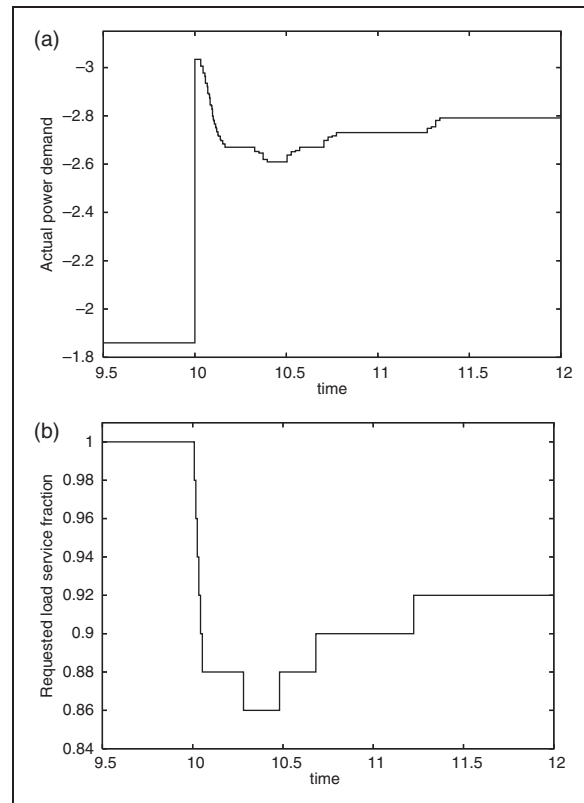 (a)
Actual power demand
−3
−2.8
−2.6
−2.4
−2.2
−2
−1.8
9.5 10 10.5 11 11.5 12
time
(b)
Requested load service fraction
1
0.98
0.96
0.94
0.92
0.9
0.88
0.86
0.84
9.5 10 10.5 11 11.5 12
time